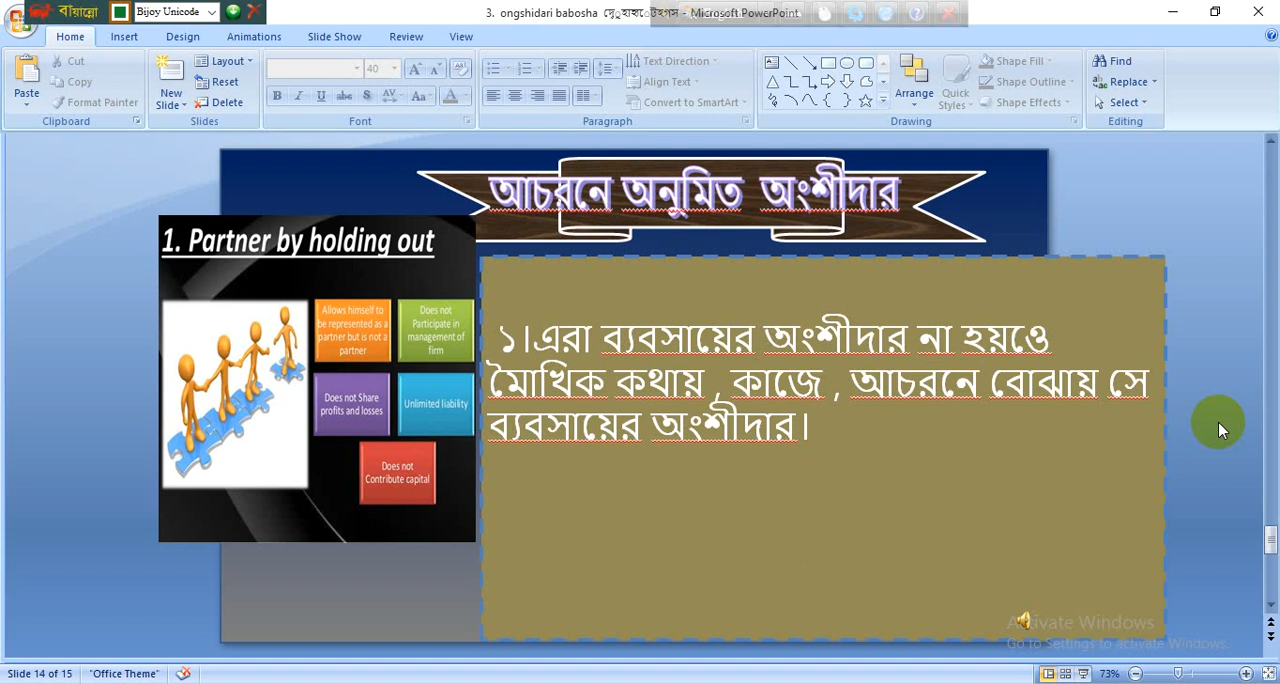 বাঁয়ান্নো
Bijoy Unicode
3. ongshidari babosha
- Microsoft PowerPoint
Home
Insert
Design
Animations
Slide Show
Review
View
Paste
Cut
Copy
Format Painter
Clipboard
New Slide
Layout
Reset
Delete
Slides
40
Font
Text Direction
Align Text
Convert to SmartArt
Paragraph
Arrange
Quick Styles
Shape Fill
Shape Outline
Shape Effects
Drawing
Find
Replace
Select
Editing
আচরনে অনুমিত অংশীদার
1. Partner by holding out
Allows himself to
be represented as a
partner but is not a
partner
Does not
Participate in
management of
firm
Does not Share
profits and losses
Unlimited liability
Does not
Contribute capital
১।এরা ব্যবসায়ের অংশীদার না হয়ওে
মৈাখিক কথায় , কাজে , আচরনে বোঝায় সে
ব্যবসায়ের অংশীদার।
Activate Windows
Go to Settings to activate Windows.
Slide 14 of 15
"Office Theme"
73%